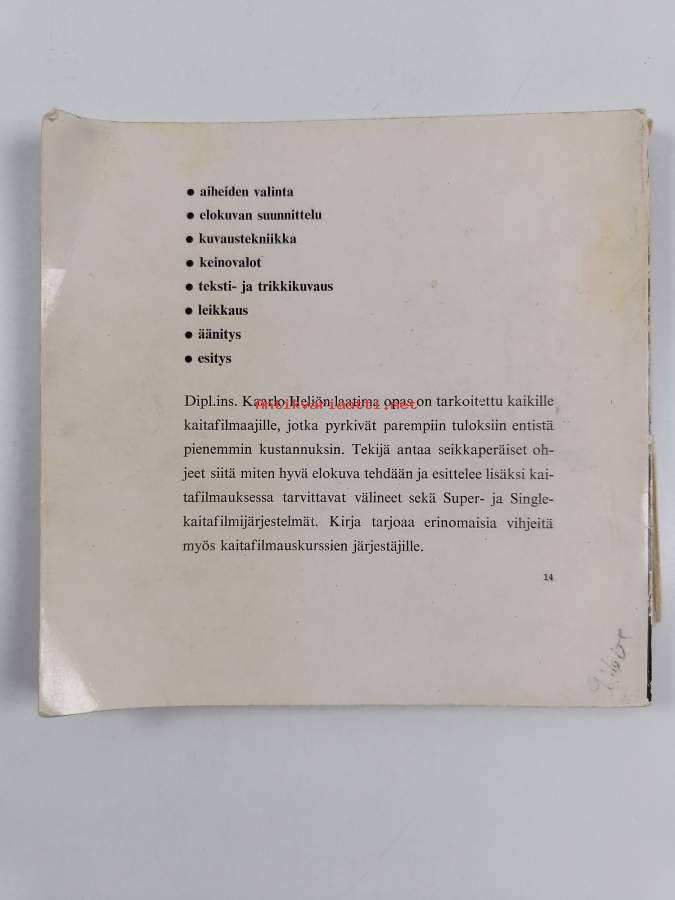 ● aiheiden valinta
● elokuvan suunnittelu
● kuvaustekniikka
● keinovalot
● teksti- ja trikkikuvaus
● leikkaus
● äänitys
● esitys
Dipl.ins. Kaarlo Heliön laatima opas on tarkoitettu kaikille
antikvariaatti.net
kaitafilmaajille, jotka pyrkivät parempiin tuloksiin entistä
pienemmin kustannuksin. Tekijä antaa seikkaperäiset oh-
jeet siitä miten hyvä elokuva tehdään ja esittelee lisäksi kai-
tafilmauksessa tarvittavat välineet sekä Super- ja Single-
kaitafilmijärjestelmät. Kirja tarjoaa erinomaisia vihjeitä
myös kaitafilmauskurssien järjestäjille.
14